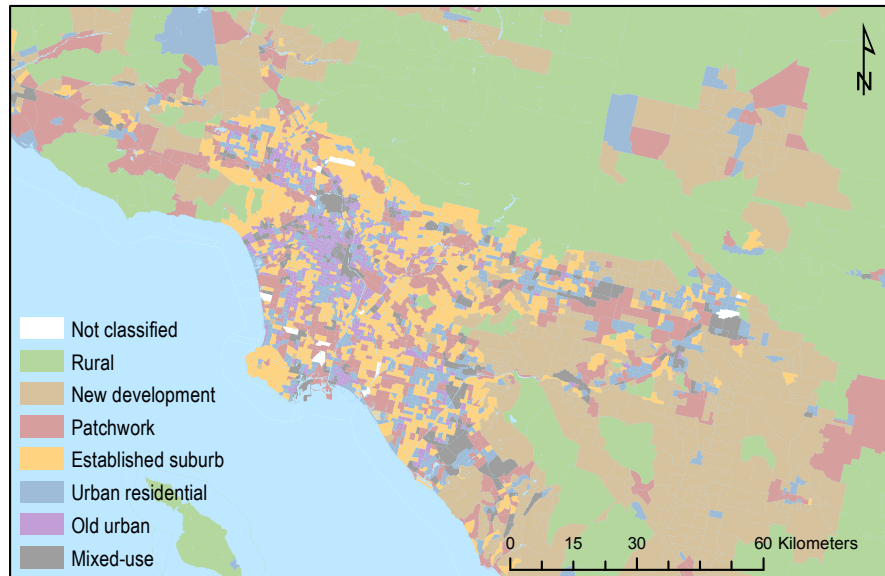 N
Not classified
Rural
New development
Patchwork
Established suburb
Urban residential
Old urban
Mixed-use
0 15 30 60 Kilometers